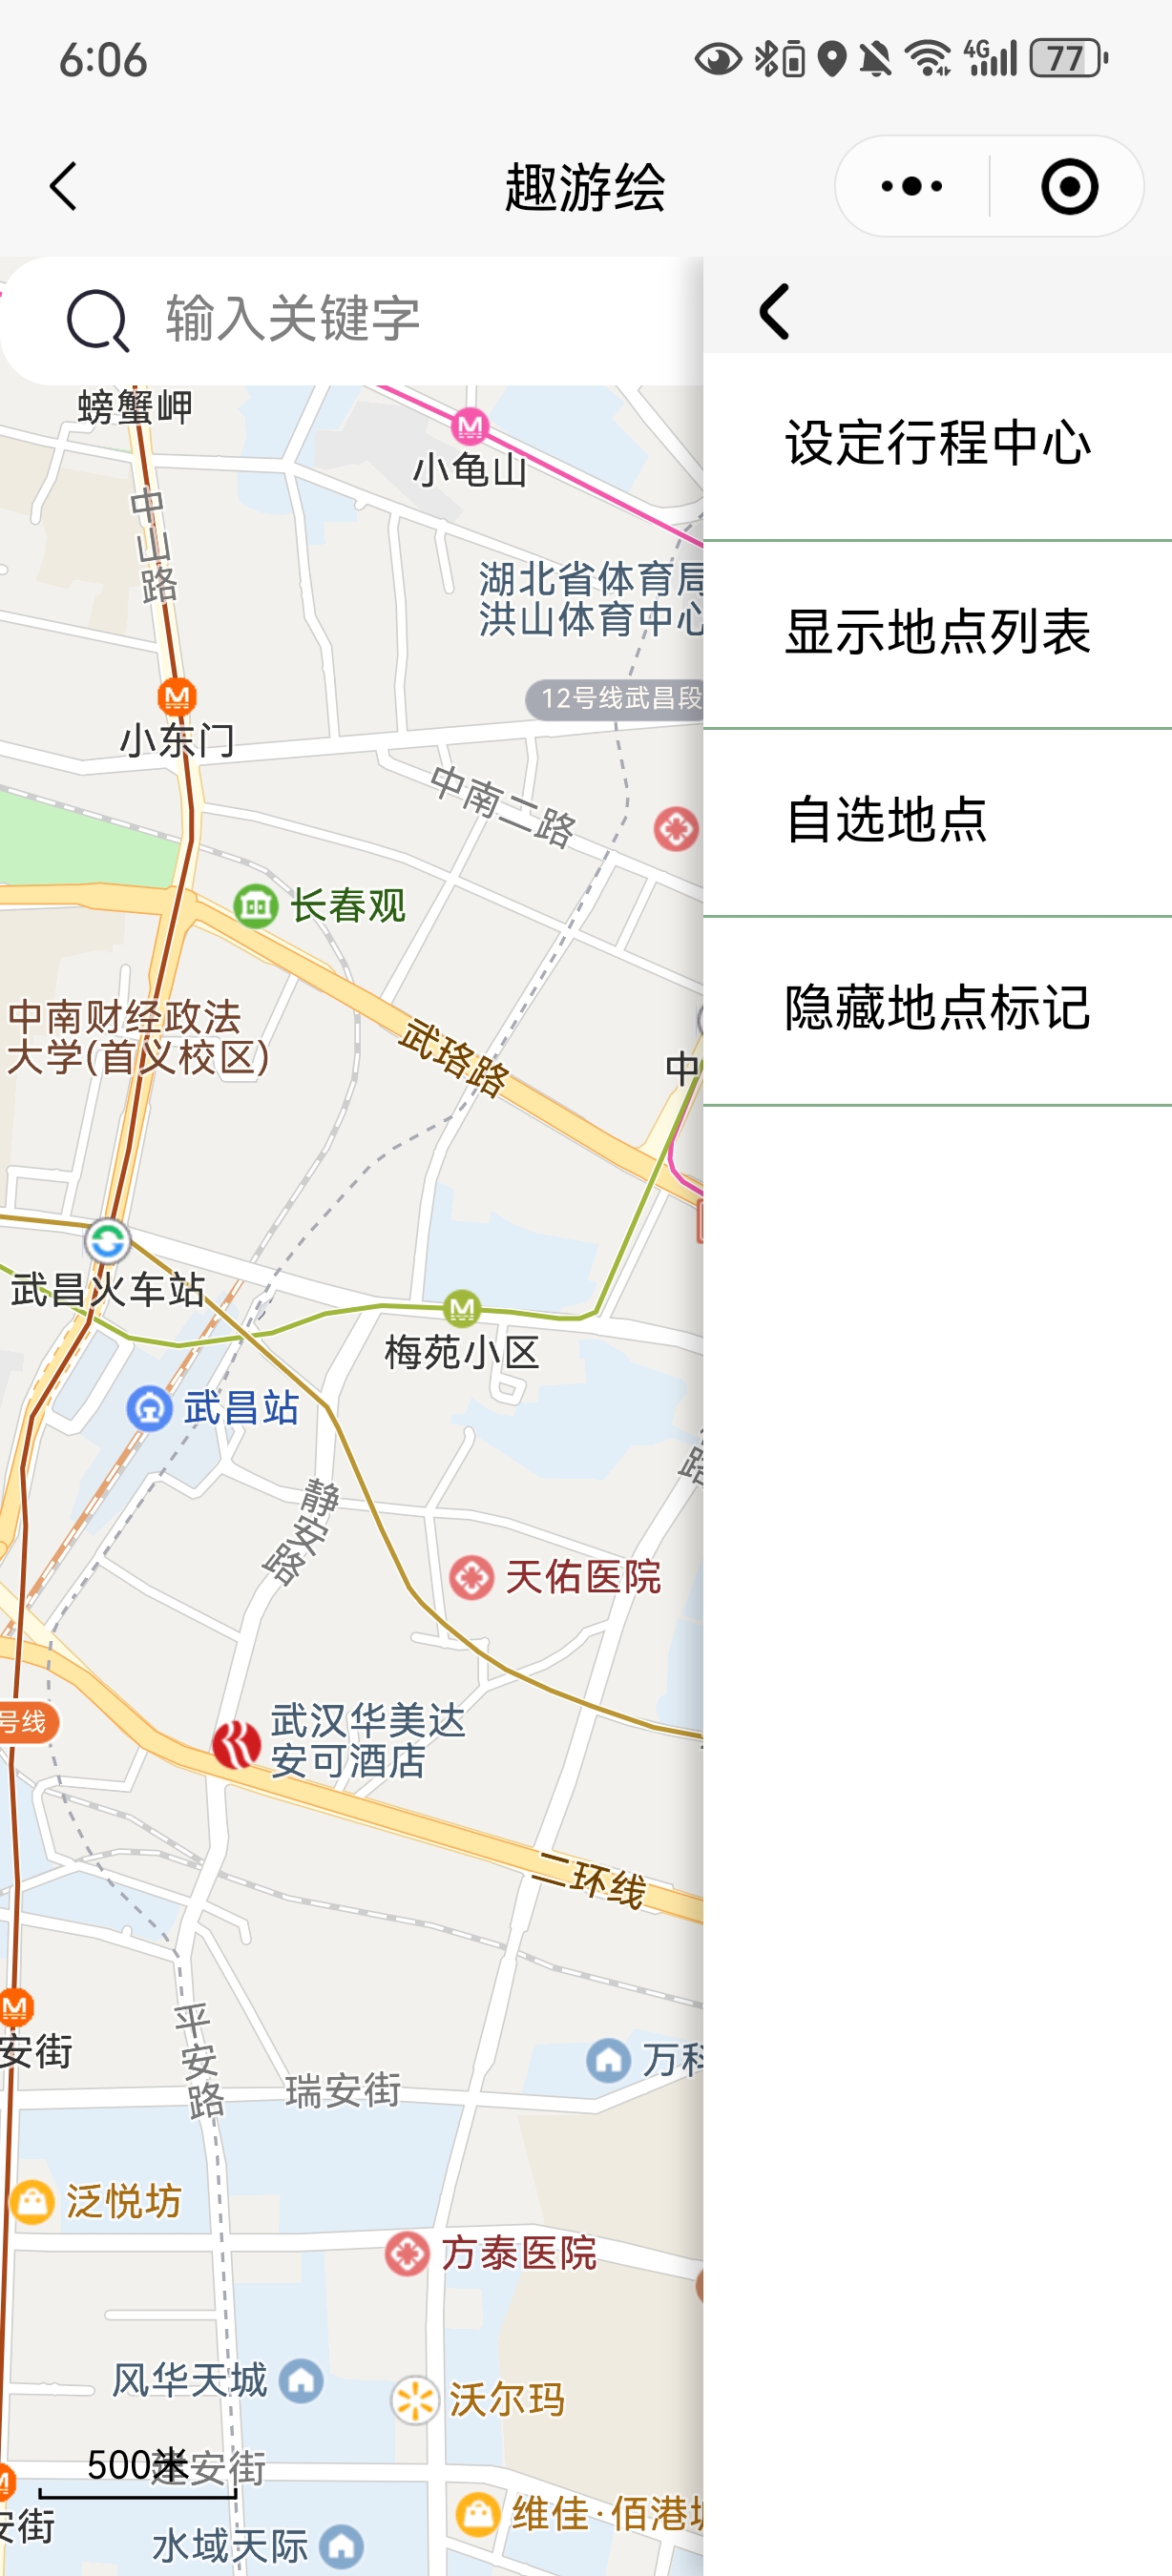 6:06
4G
77
趣游绘
输入关键字
设定行程中心
显示地点列表
自选地点
隐藏地点标记
螃蟹岬
小龟山
中山路
湖北省体育局
洪山体育中心
12号线武昌段
小东门
中南二路
长春观
中南财经政法
大学(首义校区)
武珞路
中
武昌火车站
梅苑小区
武昌站
路
静安路
天佑医院
号线
武汉华美达
安可酒店
二环线
安街
平安路
万科
瑞安街
泛悦坊
方泰医院
风华天城
沃尔玛
500米
建安街
安街
维佳·佰港城
水域天际